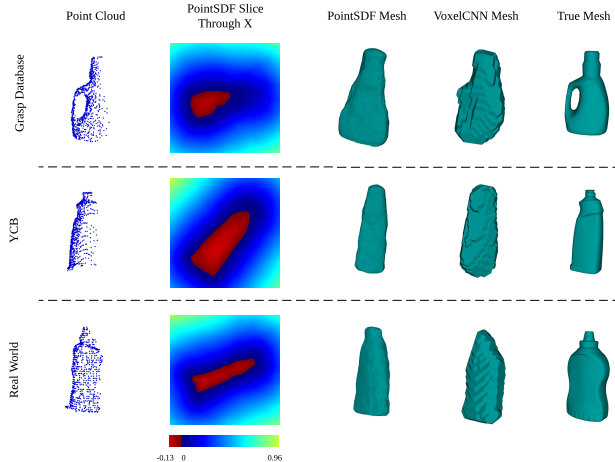 Point Cloud
PointSDF Slice
Through X
PointSDF Mesh
VoxelCNN Mesh
True Mesh
Grasp Database
YCB
Real World
-0.13 0 0.96